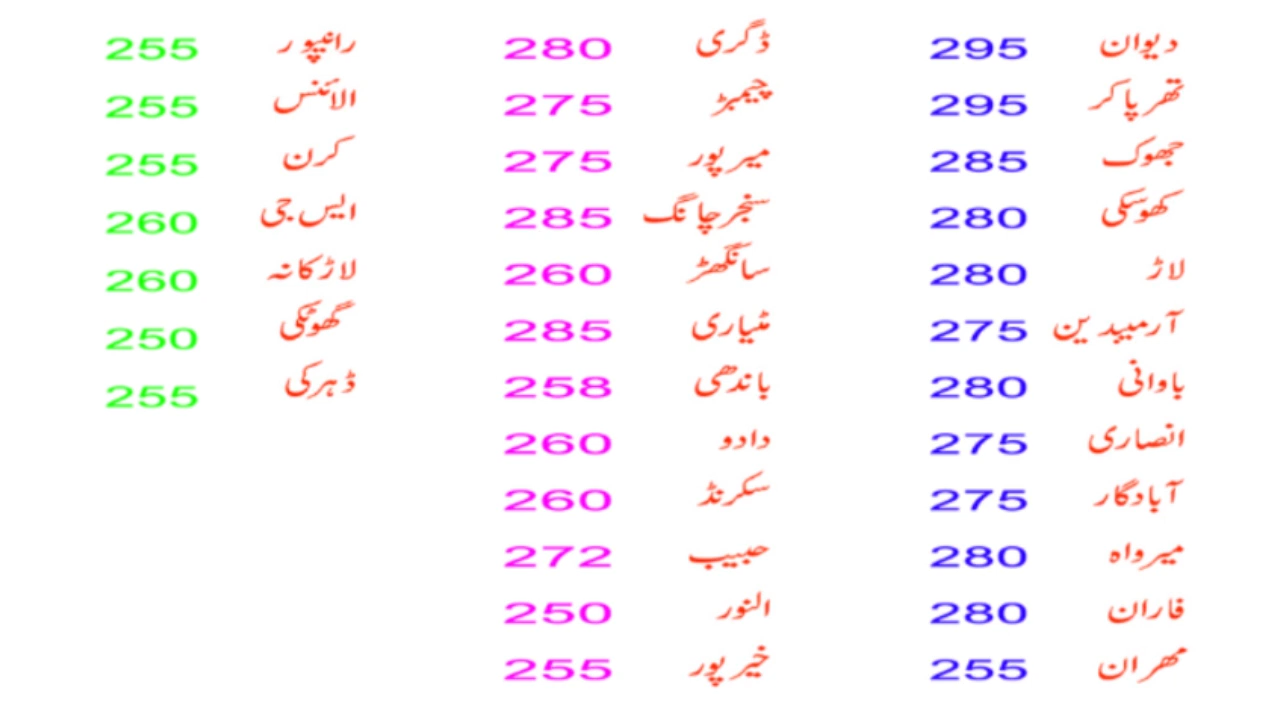 دیوان 295
تھرپاکر 295
جھوک 285
کھوسکی 280
لاڑ 280
آرمیبدین 275
باوانی 280
انصاری 275
آبادگار 275
میرواہ 280
فاران 280
مھران 255
ڈگری 280
چیمبڑ 275
میرپور 275
سنجرچانگ 285
سانگھڑ 260
مٹیاری 285
باندھی 258
دادو 260
سکرنڈ 260
حبیب 272
النور 250
خیرپور 255
رانیپور 255
الائنس 255
کرن 255
ایس جی 260
لاڑکانہ 260
گھوٹکی 250
ڈہرکی 255